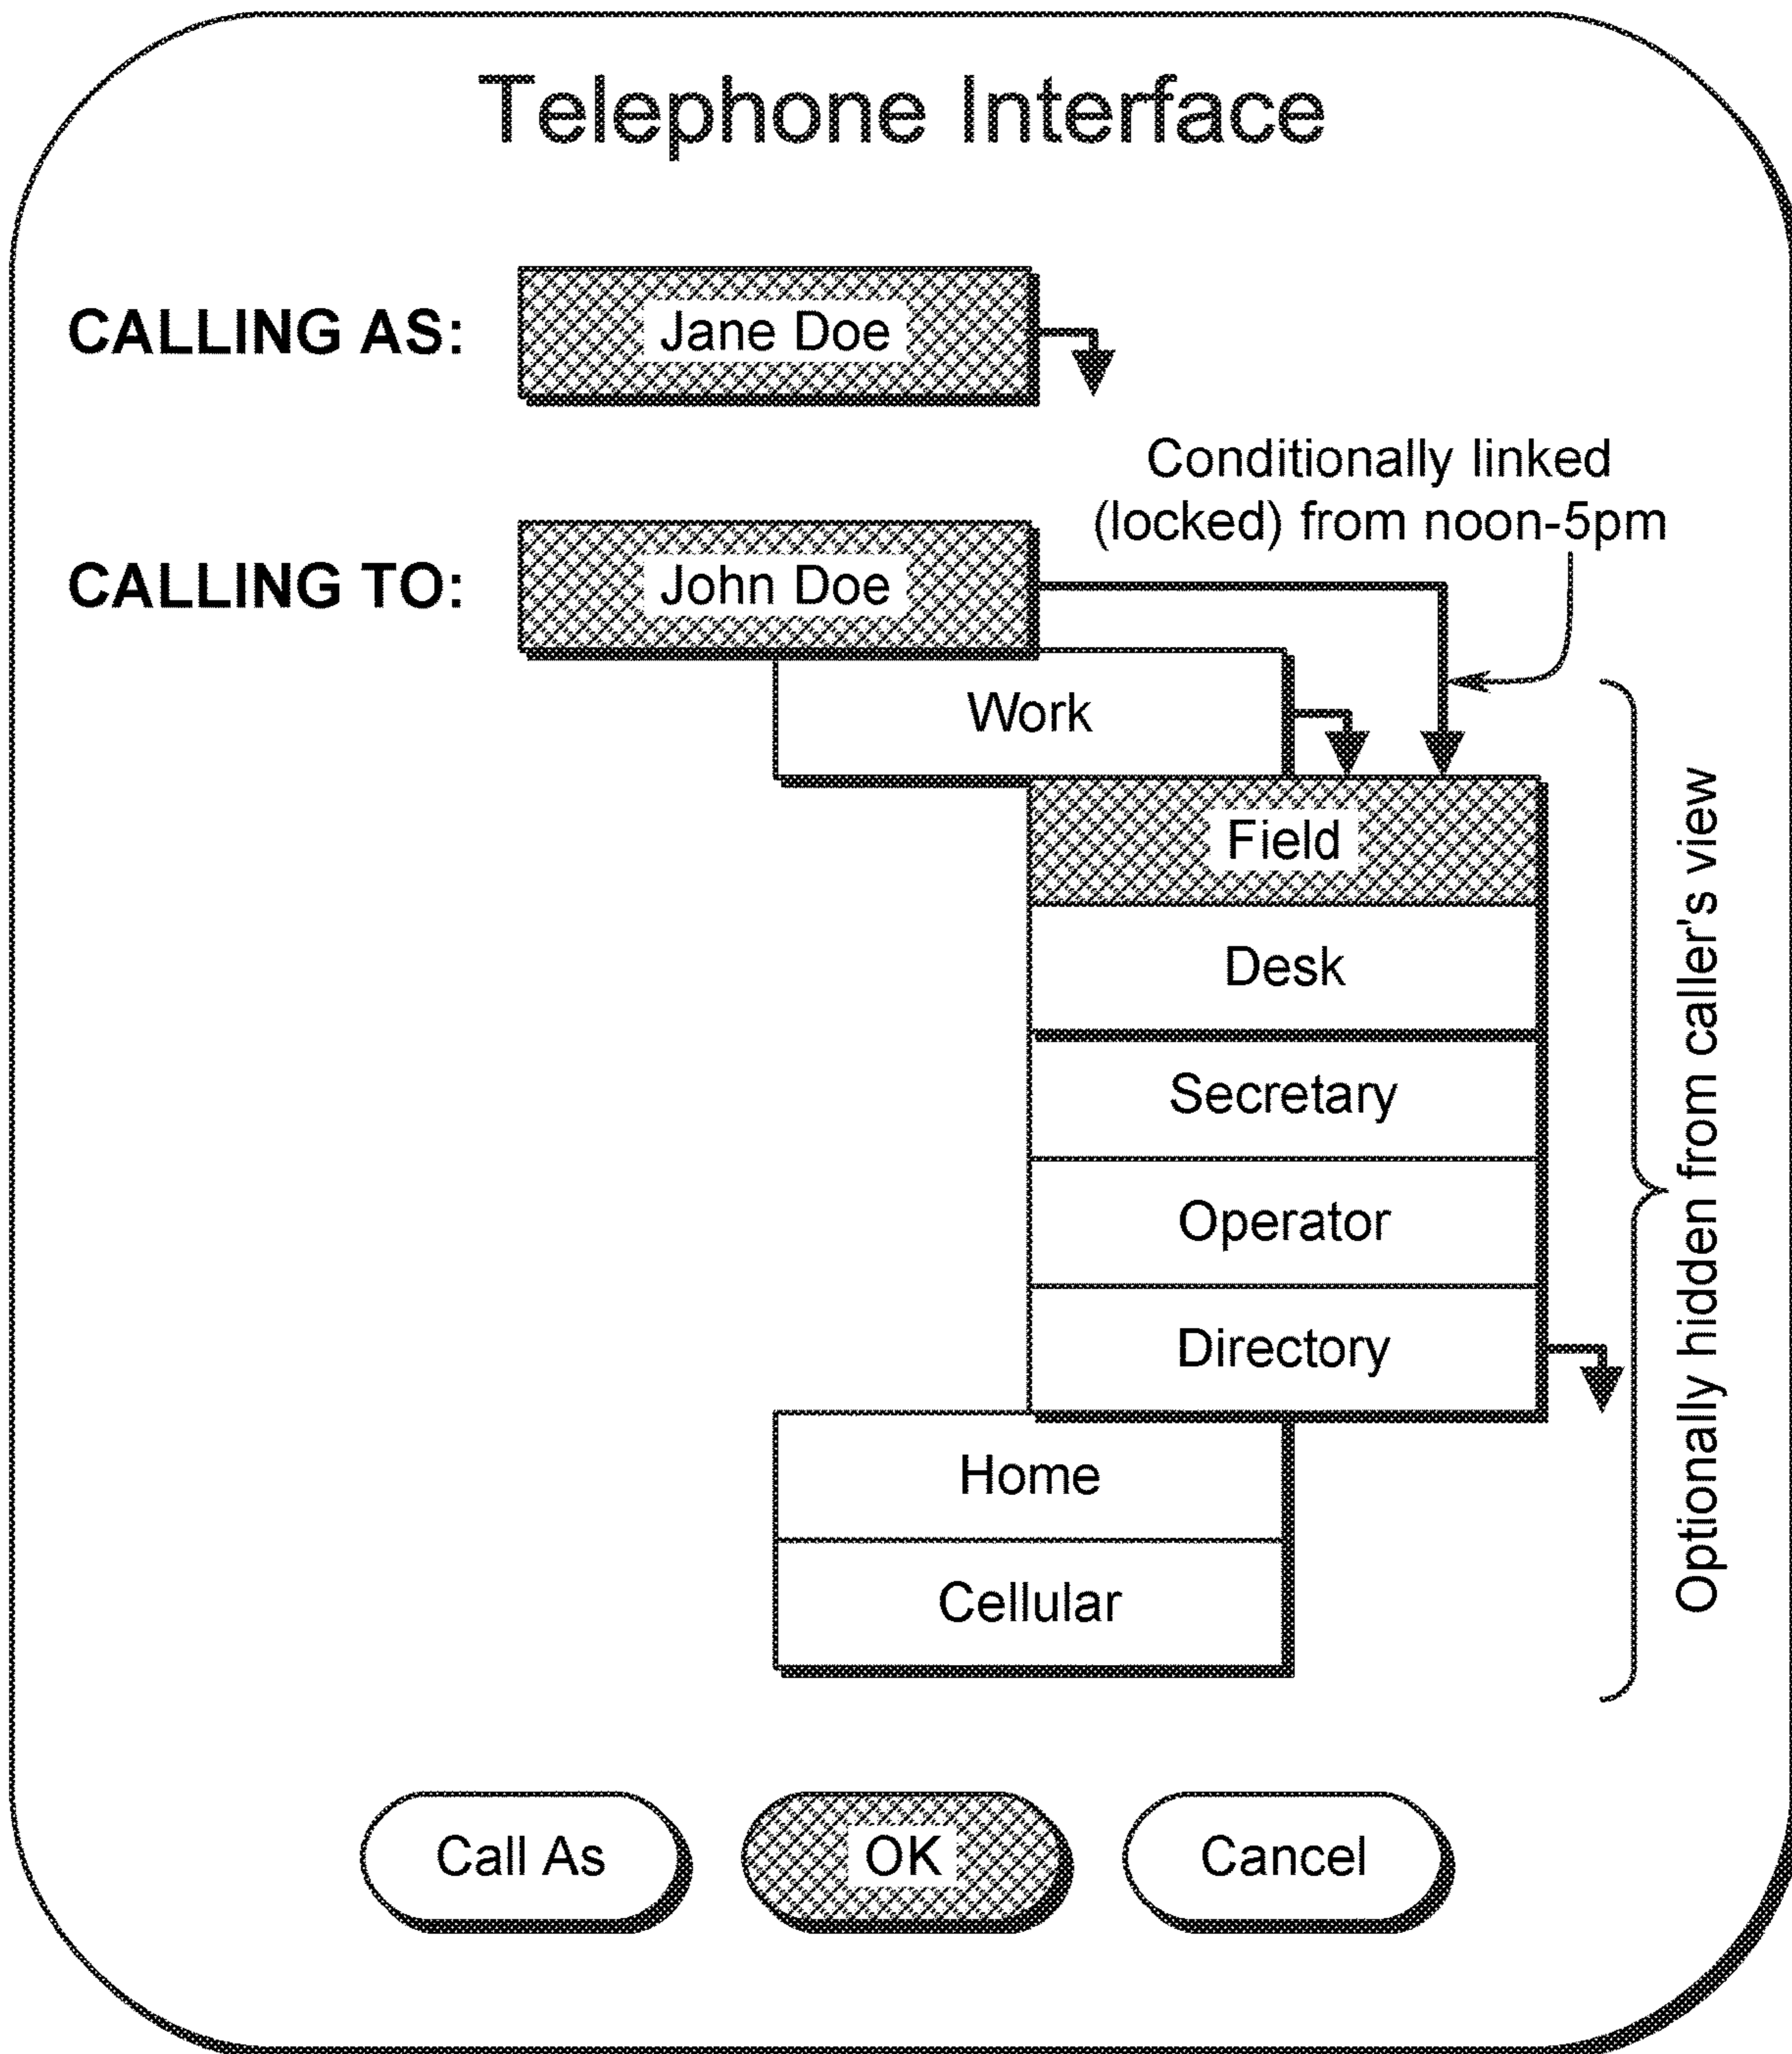 Telephone Interface
CALLING AS:
Jane Doe
Conditionally linked
(locked) from noon-5pm
CALLING TO:
John Doe
Work
Field
Desk
Secretary
Operator
Directory
Home
Cellular
Optionally hidden from caller's view
Call As
OK
Cancel